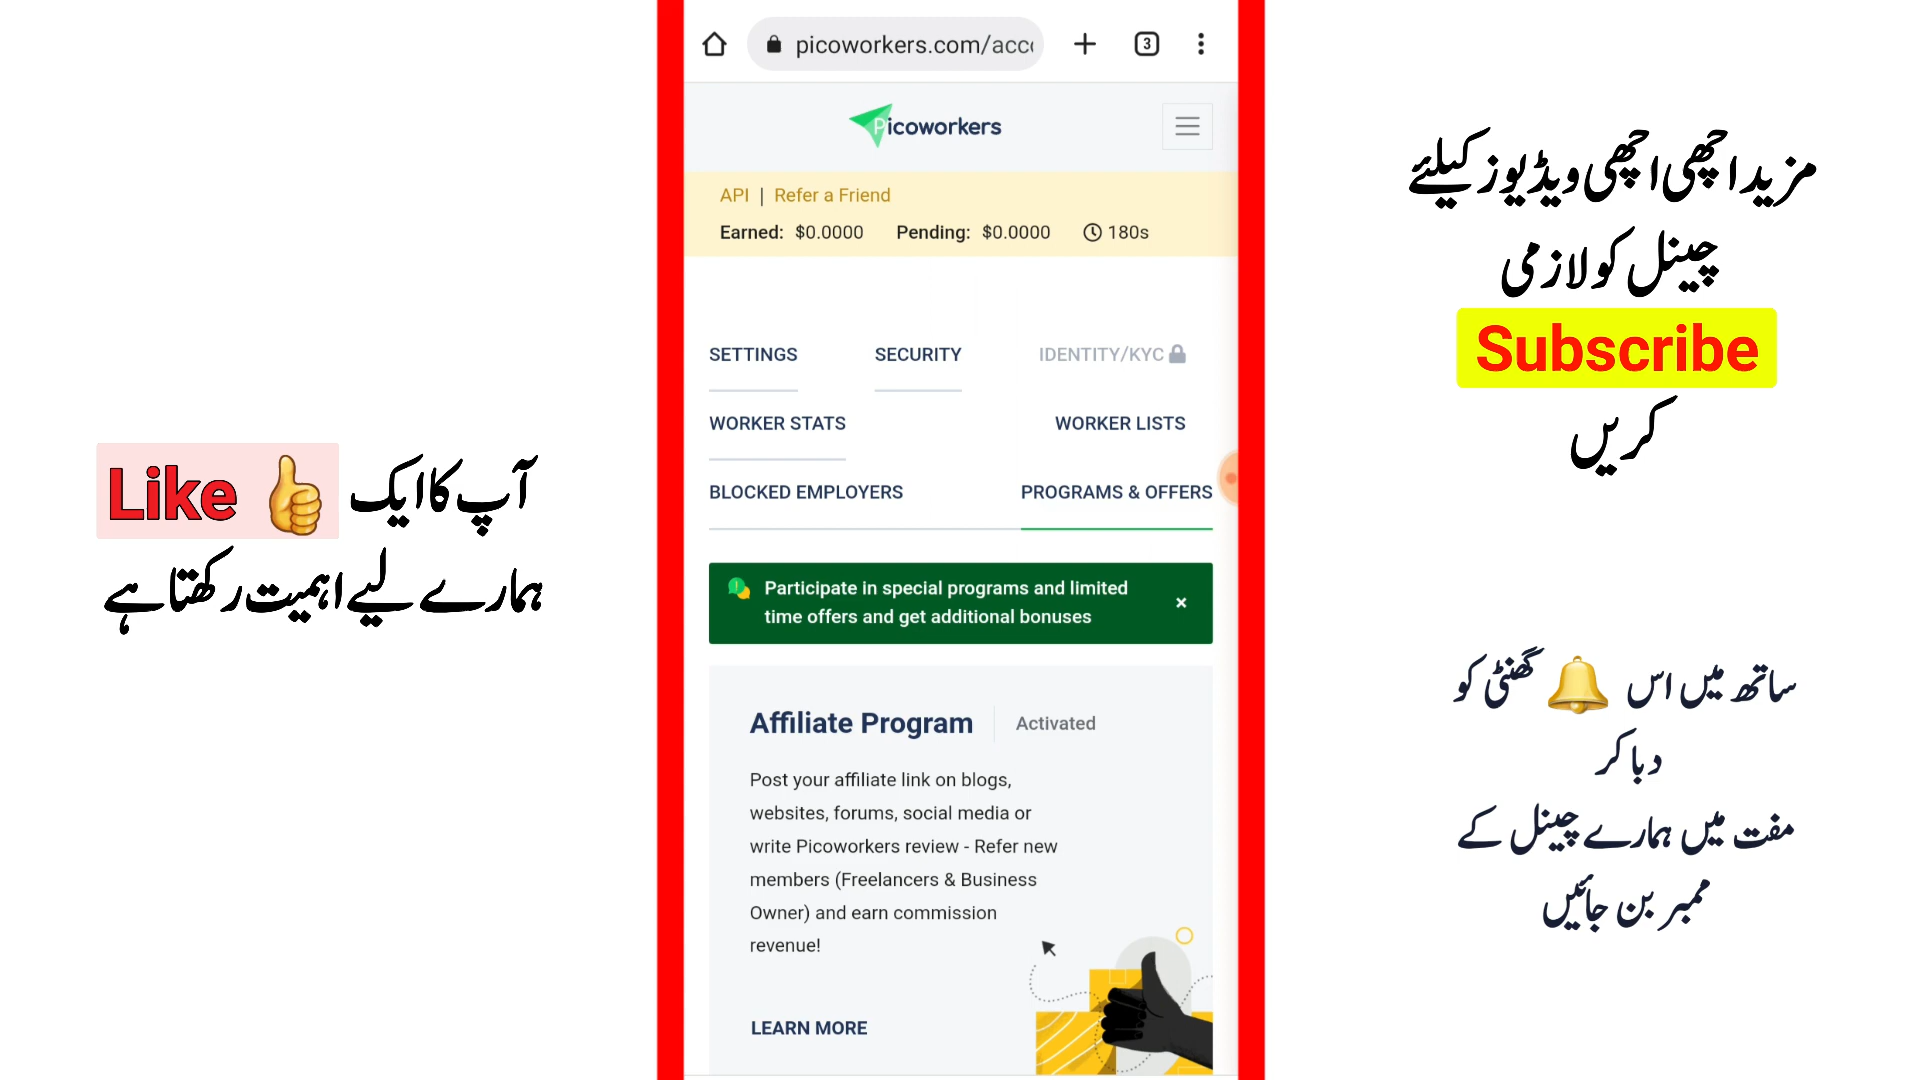 آپ کا ایک Like 👍
ہمارے لیے اہمیت رکھتا ہے
3
picoworkers.com/acco
Picoworkers
API | Refer a Friend
Earned: $0.0000 Pending: $0.0000 180s
SETTINGS SECURITY IDENTITY/KYC
WORKER STATS WORKER LISTS
BLOCKED EMPLOYERS PROGRAMS & OFFERS
Participate in special programs and limited
time offers and get additional bonuses ×
Affiliate Program Activated
Post your affiliate link on blogs,
websites, forums, social media or
write Picoworkers review - Refer new
members (Freelancers & Business
Owner) and earn commission
revenue!
LEARN MORE
مزید اچھی اچھی ویڈیوز کیلئے
چینل کو لازمی
Subscribe
کریں
ساتھ میں اس 🔔 گھنٹی کو
دبا کر
مفت میں ہمارے چینل کے
ممبر بن جائیں